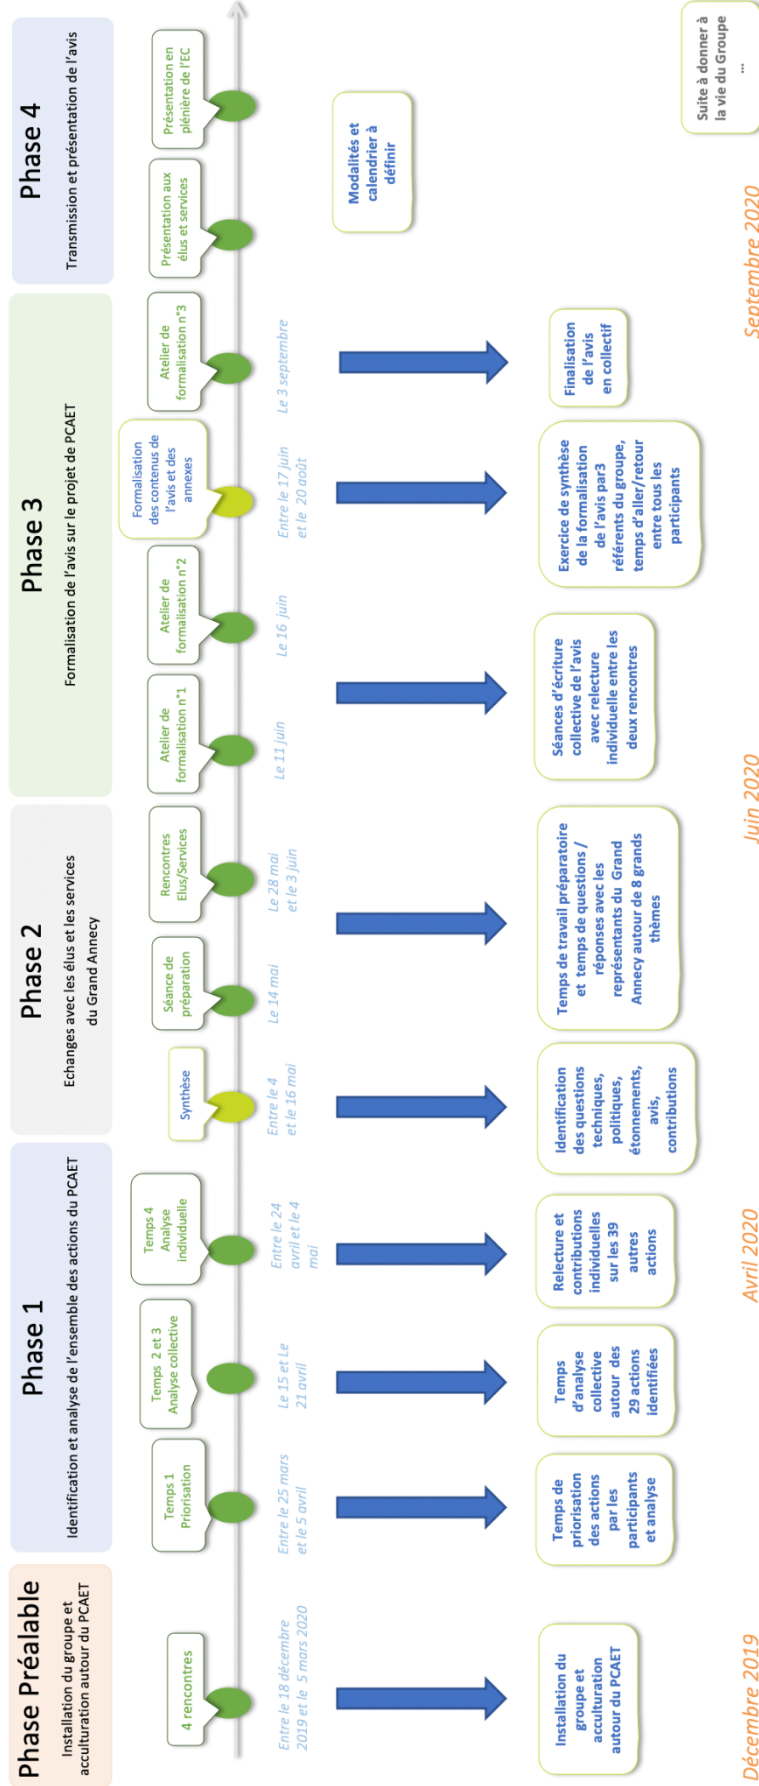 Phase Préalable
Installation du groupe et
acculturation autour du PCAET
Phase 1
Identification et analyse de l'ensemble des actions du PCAET
Phase 2
Echanges avec les élus et les services
du Grand Annecy
Phase 3
Formalisation de l'avis sur le projet de PCAET
Phase 4
Transmission et présentation de l'avis
4 rencontres
Temps 1
Priorisation
Temps 2 et 3
Analyse collective
Temps 4
Analyse
individuelle
Synthèse
Séance de
préparation
Rencontres
Elus/Services
Atelier de
formalisation n°1
Atelier de
formalisation n°2
Formalisation
des contenus de
l'avis et des
annexes
Atelier de
formalisation n°3
Présentation aux
élus et services
Présentation en
plénière de l'EC
Entre le 18 décembre
2019 et le 5 mars 2020
Entre le 25 mars
et le 5 avril
Le 15 et Le
21 avril
Entre le 24
avril et le 4
mai
Entre le 4
et le 16 mai
Le 14 mai
Le 28 mai
et le 3 juin
Le 11 juin
Le 16 juin
Entre le 17 juin
et le 20 août
Le 3 septembre
Modalités et
calendrier à
définir
Installation du
groupe et
acculturation
autour du PCAET
Temps de
priorisation
des actions
par les
participants
et analyse
Temps
d'analyse
collective
autour des
29 actions
identifiées
Relecture et
contributions
individuelles
sur les 39
autres
actions
Identification
des questions
techniques,
politiques,
étonnements,
avis,
contributions
Temps de travail préparatoire
et temps de questions /
réponses avec les
représentants du Grand
Annecy autour de 8 grands
thèmes
Séances d'écriture
collective de l'avis
avec relecture
individuelle entre les
deux rencontres
Exercice de synthèse
de la formalisation
de l'avis par3
référents du groupe,
temps d'aller/retour
entre tous les
participants
Finalisation
de l'avis
en collectif
Suite à donner à
la vie du Groupe
...
Décembre 2019
Avril 2020
Juin 2020
Septembre 2020